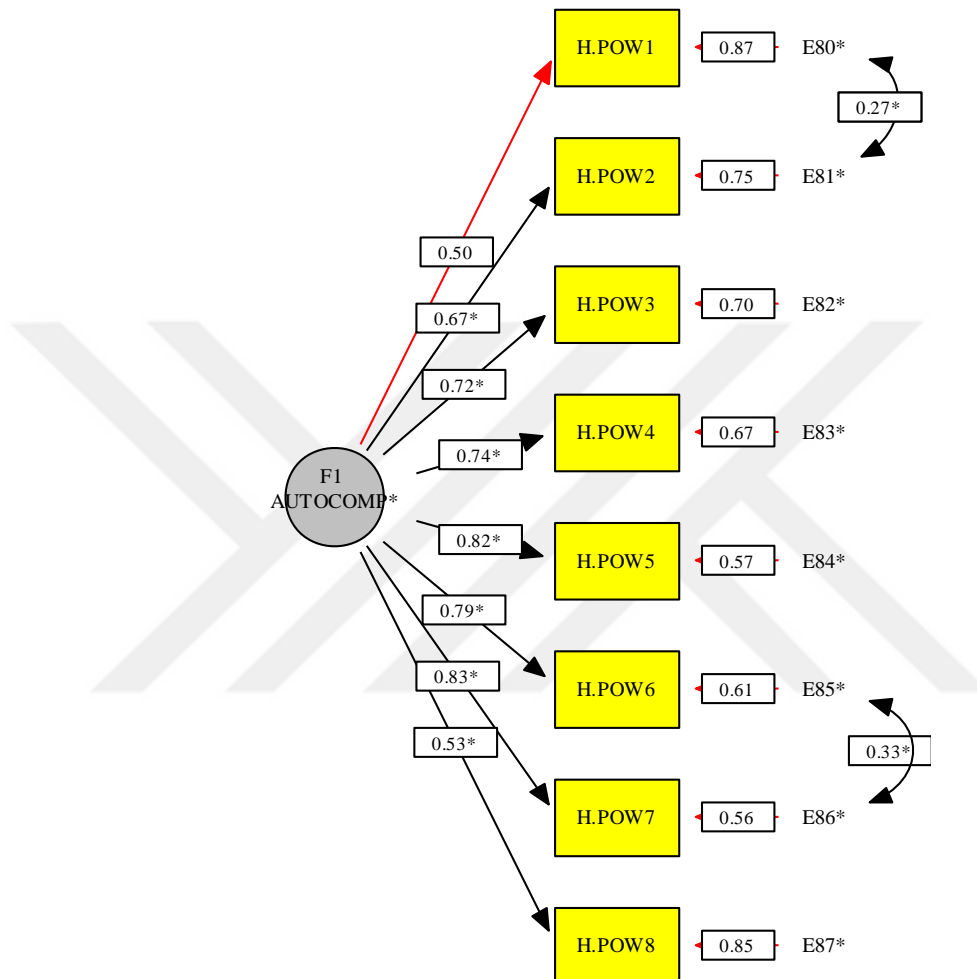 H.POW1
0.87
E80*
0.27*
H.POW2
0.75
E81*
0.50
0.67*
H.POW3
0.70
E82*
0.72*
H.POW4
0.67
E83*
0.74*
F1
AUTOCOMP*
0.82*
H.POW5
0.57
E84*
0.79*
H.POW6
0.61
E85*
0.83*
0.53*
0.33*
H.POW7
0.56
E86*
H.POW8
0.85
E87*